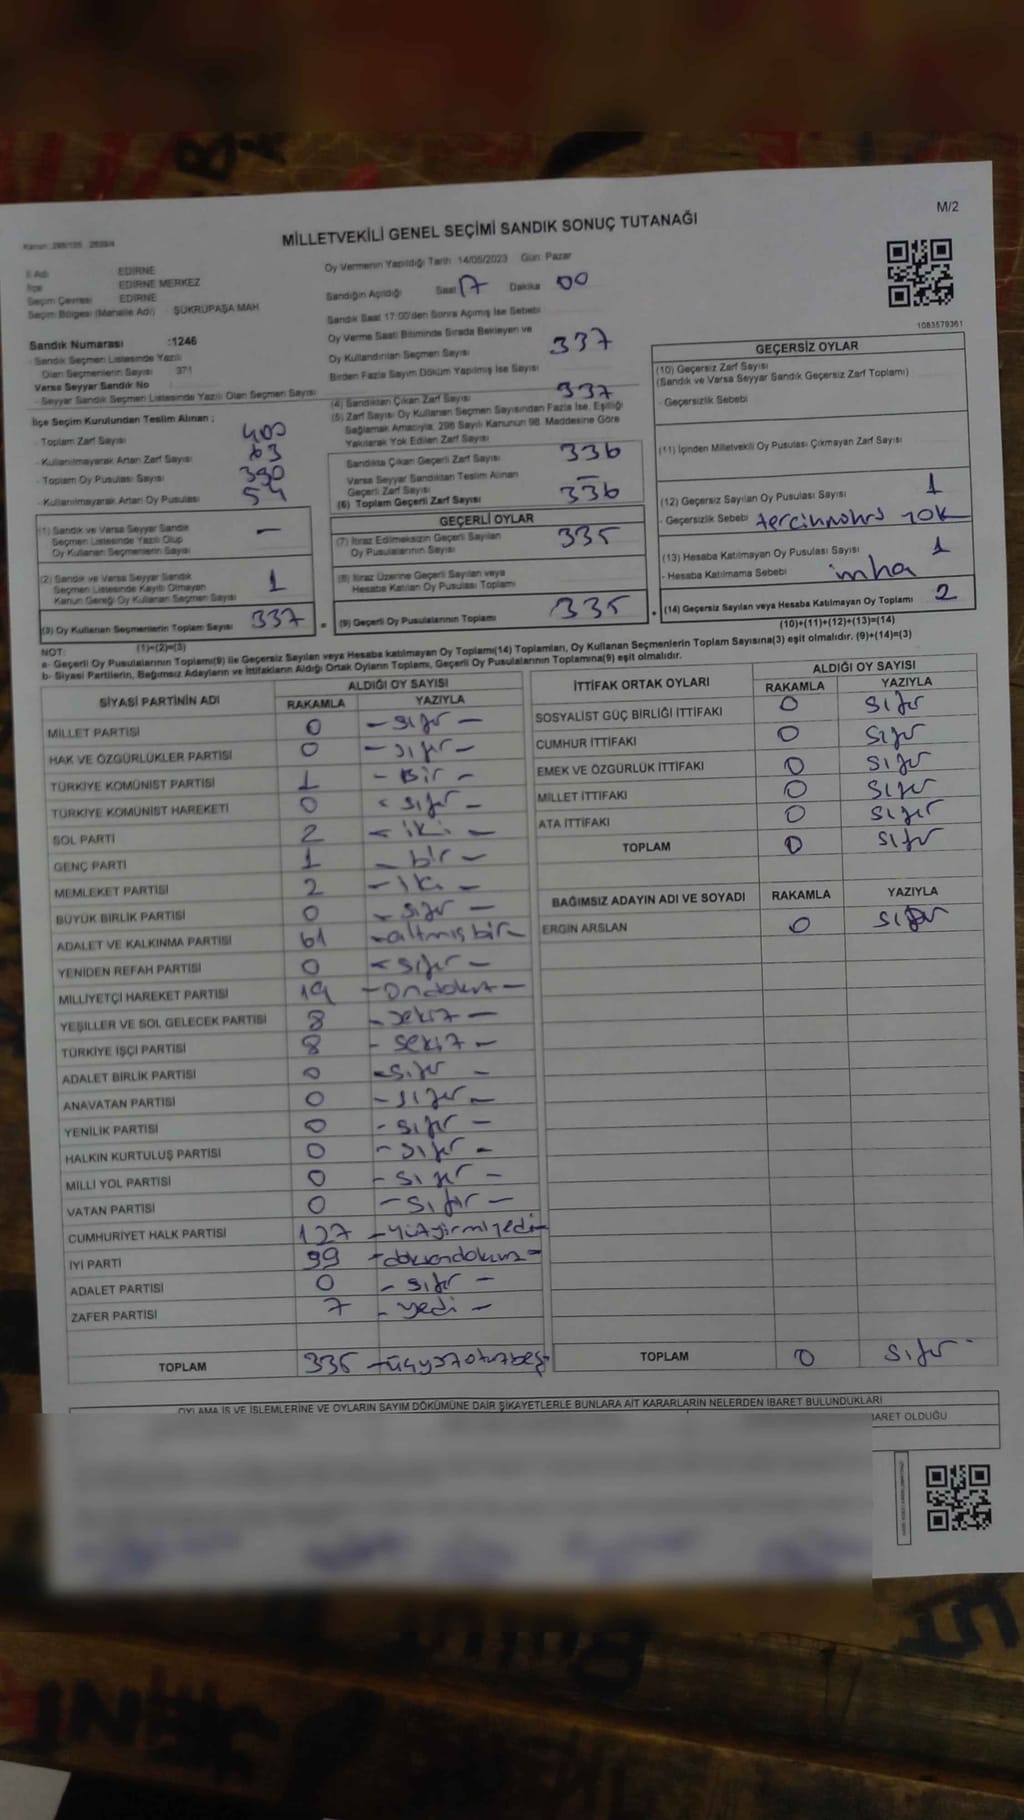 M/2
MİLLETVEKİLİ GENEL SEÇİMİ SANDIK SONUÇ TUTANAĞI
İl Adı EDİRNE
İlçe EDİRNE MERKEZ
Seçim Çevresi EDİRNE
Seçim Bölgesi (Mahalle Adı) ŞÜKRÜPAŞA MAH
Sandık Numarası :1246
- Sandık Seçmen Listesinde Yazılı
Olan Seçmenlerin Sayısı 371
Varsa Seyyar Sandık No
- Seyyar Sandık Seçmen Listesinde Yazılı Olan Seçmen Sayısı
İlçe Seçim Kurulundan Teslim Alınan ;
- Toplam Zarf Sayısı 400
- Kullanılmayarak Artan Zarf Sayısı 63
- Toplam Oy Pusulası Sayısı 390
- Kullanılmayarak Artan Oy Pusulası 54
(1) Sandık ve Varsa Seyyar Sandık
Seçmen Listesinde Yazılı Olup
Oy Kullanan Seçmenlerin Sayısı —
(2) Sandık ve Varsa Seyyar Sandık
Seçmen Listesinde Kayıtlı Olmayan
Kanun Gereği Oy Kullanan Seçmen Sayısı 1
(3) Oy Kullanan Seçmenlerin Toplam Sayısı 337
Oy Vermenin Yapıldığı Tarih 14/05/2023 Gün: Pazar
Sandığın Açıldığı Saat 17 Dakika 00
Sandık Saat 17:00'den Sonra Açımış İse Sebebi
Oy Verme Saati Bitiminde Sırada Bekleyen ve
Oy Kullandırılan Seçmen Sayısı 337
Birden Fazla Sayım Döküm Yapılmış İse Sayısı
(4) Sandıktan Çıkan Zarf Sayısı 337
(5) Zarf Sayısı Oy Kullanan Seçmen Sayısından Fazla İse, Eşitliği
Sağlamak Amacıyla, 298 Sayılı Kanunun 98. Maddesine Göre
Yakılarak Yok Edilen Zarf Sayısı
Sandıkta Çıkan Geçerli Zarf Sayısı 336
Varsa Seyyar Sandıktan Teslim Alınan
Geçerli Zarf Sayısı —
(6) Toplam Geçerli Zarf Sayısı 336
GEÇERLİ OYLAR
(7) İtiraz Edilmeksizin Geçerli Sayılan
Oy Pusulalarının Sayısı 335
(8) İtiraz Üzerine Geçerli Sayılan veya
Hesaba Katılan Oy Pusulası Toplamı
(9) Geçerli Oy Pusulalarının Toplamı 335
1083579361
GEÇERSİZ OYLAR
(10) Geçersiz Zarf Sayısı
(Sandık ve Varsa Seyyar Sandık Geçersiz Zarf Toplamı)
- Geçersizlik Sebebi
(11) İçinden Milletvekili Oy Pusulası Çıkmayan Zarf Sayısı
(12) Geçersiz Sayılan Oy Pusulası Sayısı 1
- Geçersizlik Sebebi yok
(13) Hesaba Katılmayan Oy Pusulası Sayısı 1
- Hesaba Katılmama Sebebi imha
(14) Geçersiz Sayılan veya Hesaba Katılmayan Oy Toplamı 2
(10)+(11)+(12)+(13)=(14)
NOT: (1)+(2)=(3)
a- Geçerli Oy Pusulalarının Toplamı(9) ile Geçersiz Sayılan veya Hesaba Katılmayan Oy Toplamı(14) Toplamları, Oy Kullanan Seçmenlerin Toplam Sayısına(3) eşit olmalıdır. (9)+(14)=(3)
b- Siyasi Partilerin, Bağımsız Adayların ve İttifakların Aldığı Ortak Oyların Toplamı, Geçerli Oy Pusulalarının Toplamına(9) eşit olmalıdır.
SİYASİ PARTİNİN ADI ALDIĞI OY SAYISI
RAKAMLA YAZIYLA
MİLLET PARTİSİ 0 – sıfır –
HAK VE ÖZGÜRLÜKLER PARTİSİ 0 – sıfır –
TÜRKİYE KOMÜNİST PARTİSİ 1 – Bir –
TÜRKİYE KOMÜNİST HAREKETİ 0 – sıfır –
SOL PARTİ 2 – iki –
GENÇ PARTİ 1 – bir –
MEMLEKET PARTİSİ 2 – iki –
BÜYÜK BİRLİK PARTİSİ 0 – sıfır –
ADALET VE KALKINMA PARTİSİ 61 – altmış bir –
YENİDEN REFAH PARTİSİ 0 – sıfır –
MİLLİYETÇİ HAREKET PARTİSİ 19 – ondokuz –
YEŞİLLER VE SOL GELECEK PARTİSİ 8 – sekiz –
TÜRKİYE İŞÇİ PARTİSİ 8 – sekiz –
ADALET BİRLİK PARTİSİ 0 – sıfır –
ANAVATAN PARTİSİ 0 – sıfır –
YENİLİK PARTİSİ 0 – sıfır –
HALKIN KURTULUŞ PARTİSİ 0 – sıfır –
MİLLİ YOL PARTİSİ 0 – sıfır –
VATAN PARTİSİ 0 – sıfır –
CUMHURİYET HALK PARTİSİ 127 – yüzyirmiyedi –
İYİ PARTİ 99 – doksandokuz –
ADALET PARTİSİ 0 – sıfır –
ZAFER PARTİSİ 7 – yedi –
TOPLAM 335 – üçyüzotuzbeş –
İTTİFAK ORTAK OYLARI ALDIĞI OY SAYISI
RAKAMLA YAZIYLA
SOSYALİST GÜÇ BİRLİĞİ İTTİFAKI 0 sıfır
CUMHUR İTTİFAKI 0 sıfır
EMEK VE ÖZGÜRLÜK İTTİFAKI 0 sıfır
MİLLET İTTİFAKI 0 sıfır
ATA İTTİFAKI 0 sıfır
TOPLAM 0 sıfır
BAĞIMSIZ ADAYIN ADI VE SOYADI RAKAMLA YAZIYLA
ERGİN ARSLAN 0 sıfır
TOPLAM 0 sıfır
OYLAMA İŞ VE İŞLEMLERİNE VE OYLARIN SAYIM DÖKÜMÜNE DAİR ŞİKAYETLERLE BUNLARA AİT KARARLARIN NELERDEN İBARET BULUNDUKLARI
BARET OLDUĞU